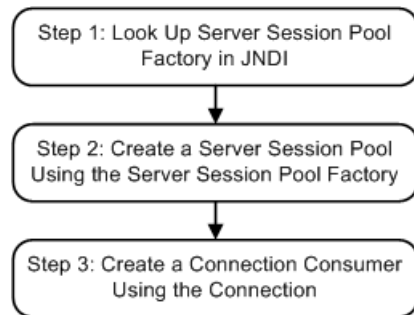 Step 1: Look Up Server Session Pool
Factory in JNDI
Step 2: Create a Server Session Pool
Using the Server Session Pool Factory
Step 3: Create a Connection Consumer
Using the Connection